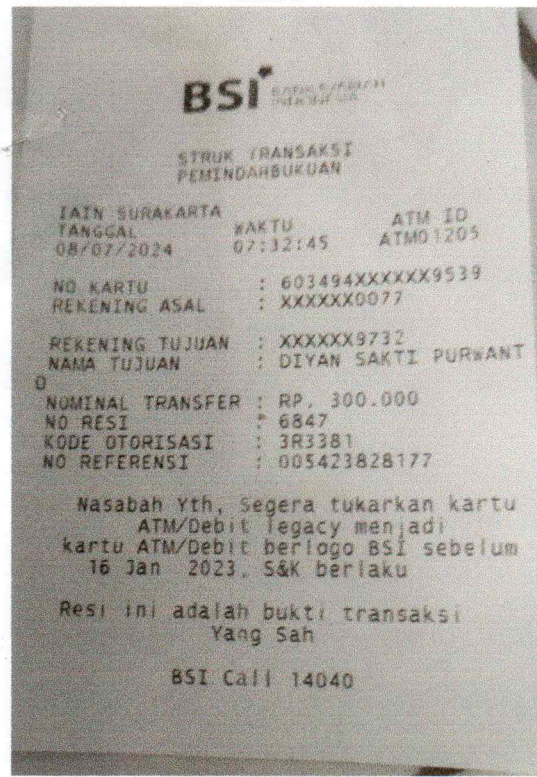 BSI BANK SYARIAH
INDONESIA
STRUK TRANSAKSI
PEMINDAHBUKUAN
IAIN SURAKARTA
TANGGAL WAKTU ATM ID
08/07/2024 07:32:45 ATM01205
NO KARTU : 603494XXXXXX9539
REKENING ASAL : XXXXXX0077
REKENING TUJUAN : XXXXXX9732
NAMA TUJUAN : DIYAN SAKTI PURWANT
O
NOMINAL TRANSFER : RP. 300.000
NO RESI : 6847
KODE OTORISASI : 3R3381
NO REFERENSI : 005423828177
Nasabah Yth, Segera tukarkan kartu
ATM/Debit legacy menjadi
kartu ATM/Debit berlogo BSI sebelum
16 Jan 2023, S&K berlaku
Resi ini adalah bukti transaksi
Yang Sah
BSI Call 14040